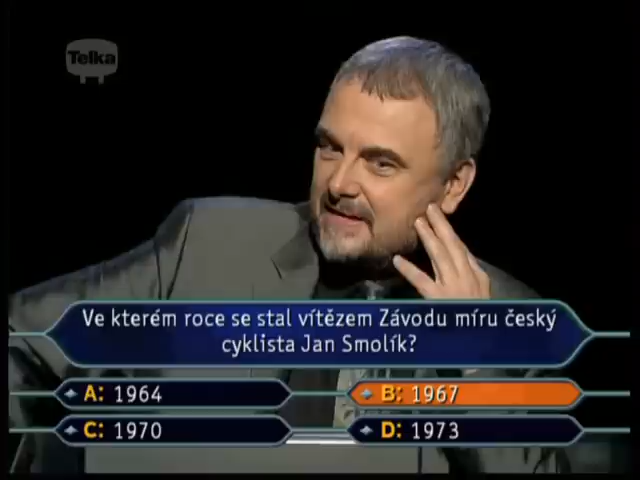 Telka
Ve kterém roce se stal vítězem Závodu míru český
cyklista Jan Smolík?
A: 1964
B: 1967
C: 1970
D: 1973